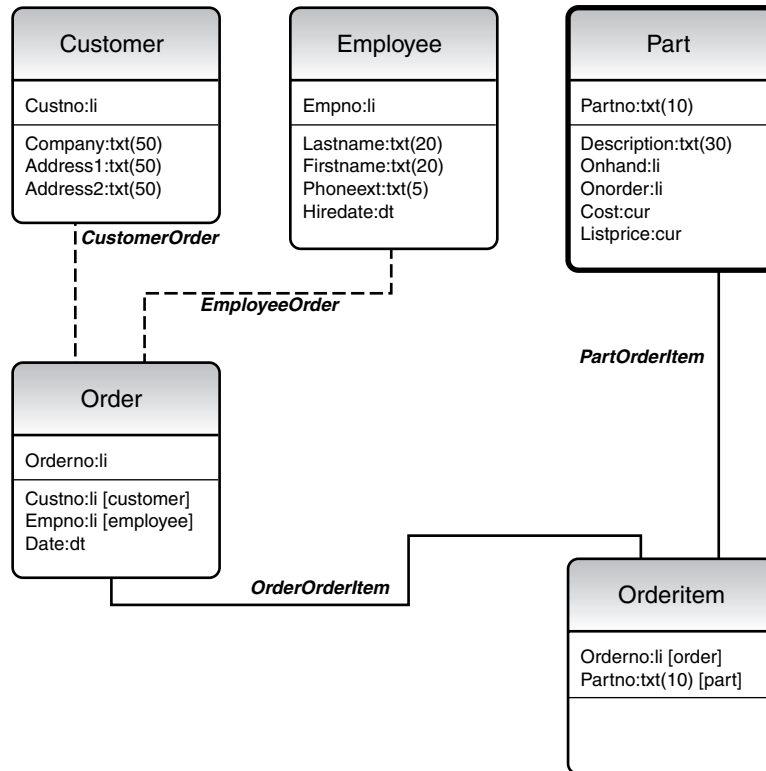 Customer
Custno:li
Company:txt(50)
Address1:txt(50)
Address2:txt(50)
Employee
Empno:li
Lastname:txt(20)
Firstname:txt(20)
Phoneext:txt(5)
Hiredate:dt
Part
Partno:txt(10)
Description:txt(30)
Onhand:li
Onorder:li
Cost:cur
Listprice:cur
CustomerOrder
EmployeeOrder
PartOrderItem
Order
Orderno:li
Custno:li [customer]
Empno:li [employee]
Date:dt
OrderOrderItem
Orderitem
Orderno:li [order]
Partno:txt(10) [part]